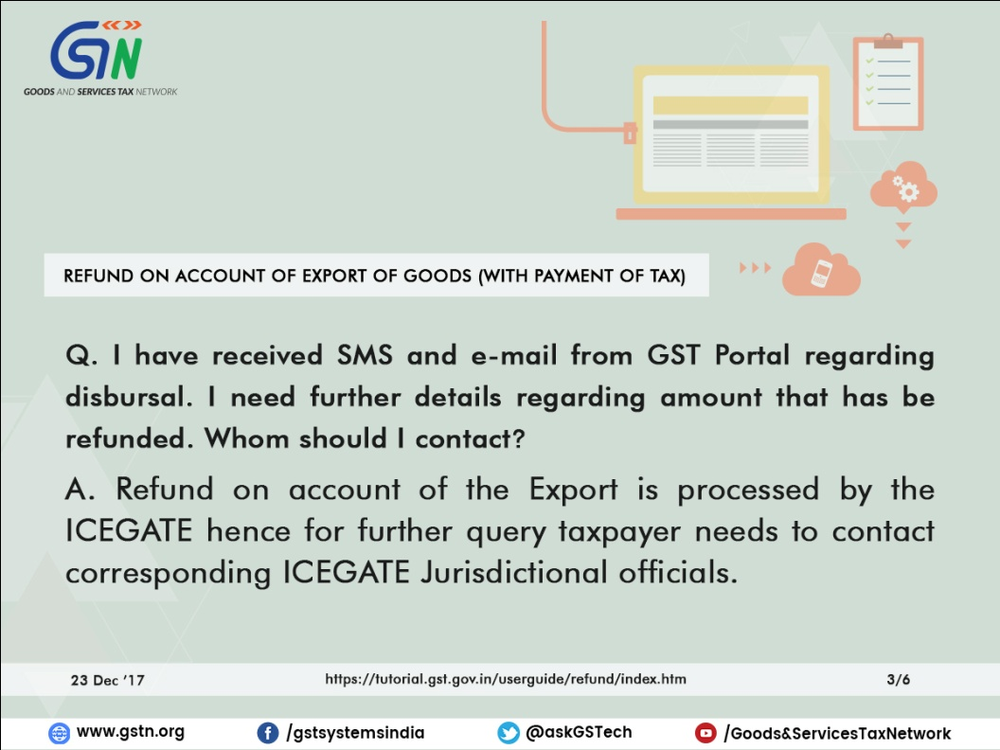 GSTN
GOODS AND SERVICES TAX NETWORK
REFUND ON ACCOUNT OF EXPORT OF GOODS (WITH PAYMENT OF TAX)
Q. I have received SMS and e-mail from GST Portal regarding
disbursal. I need further details regarding amount that has be
refunded. Whom should I contact?
A. Refund on account of the Export is processed by the
ICEGATE hence for further query taxpayer needs to contact
corresponding ICEGATE Jurisdictional officials.
23 Dec '17
https://tutorial.gst.gov.in/userguide/refund/index.htm
3/6
www.gstn.org
/gstsystemsindia
@askGSTech
/Goods&ServicesTaxNetwork